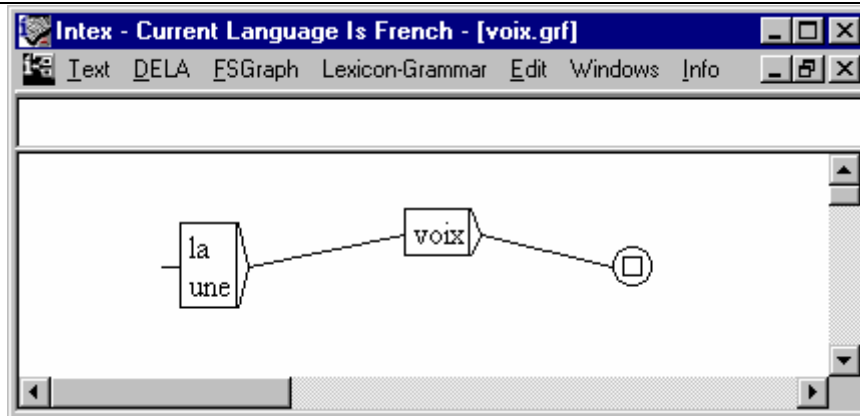 Intex - Current Language Is French - [voix.grf]
Text DELA FSGraph Lexicon-Grammar Edit Windows Info
la
une
voix